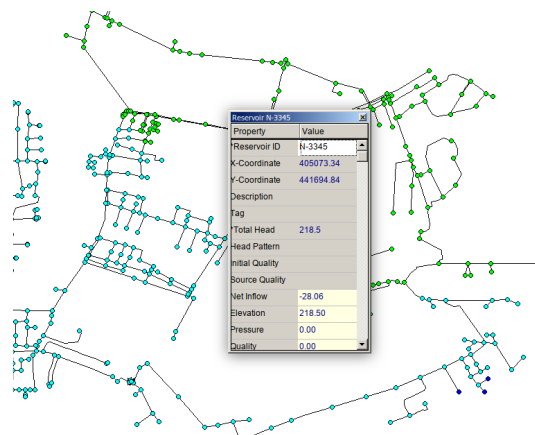 Reservoir N-3345
Property Value
*Reservoir ID N-3345
X-Coordinate 405073.34
Y-Coordinate 441694.84
Description
Tag
*Total Head 218.5
Head Pattern
Initial Quality
Source Quality
Net Inflow -28.06
Elevation 218.50
Pressure 0.00
Quality 0.00